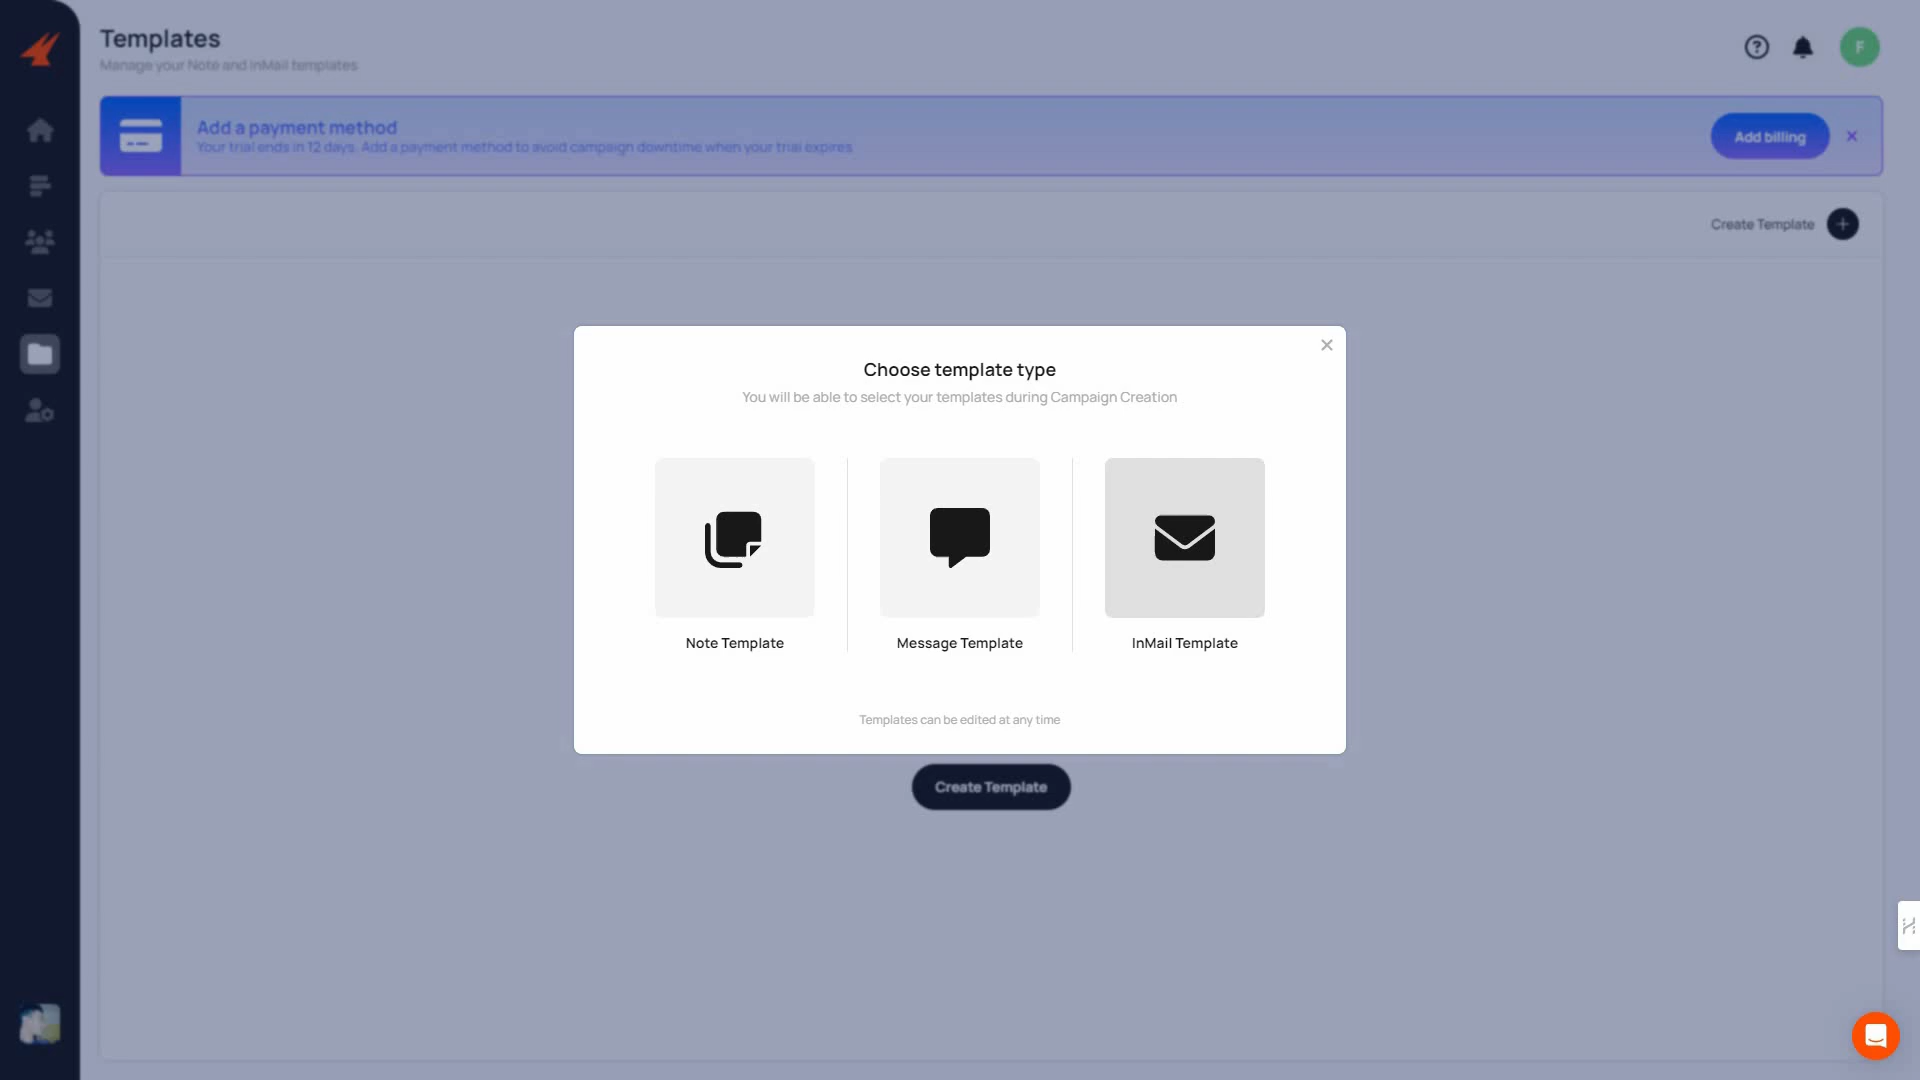 Templates
Manage your Note and InMail templates
F
Add a payment method
Your trial ends in 12 days. Add a payment method to avoid campaign downtime when your trial expires
Add billing
Create Template
Choose template type
You will be able to select your templates during Campaign Creation
Note Template
Message Template
InMail Template
Templates can be edited at any time
Create Template